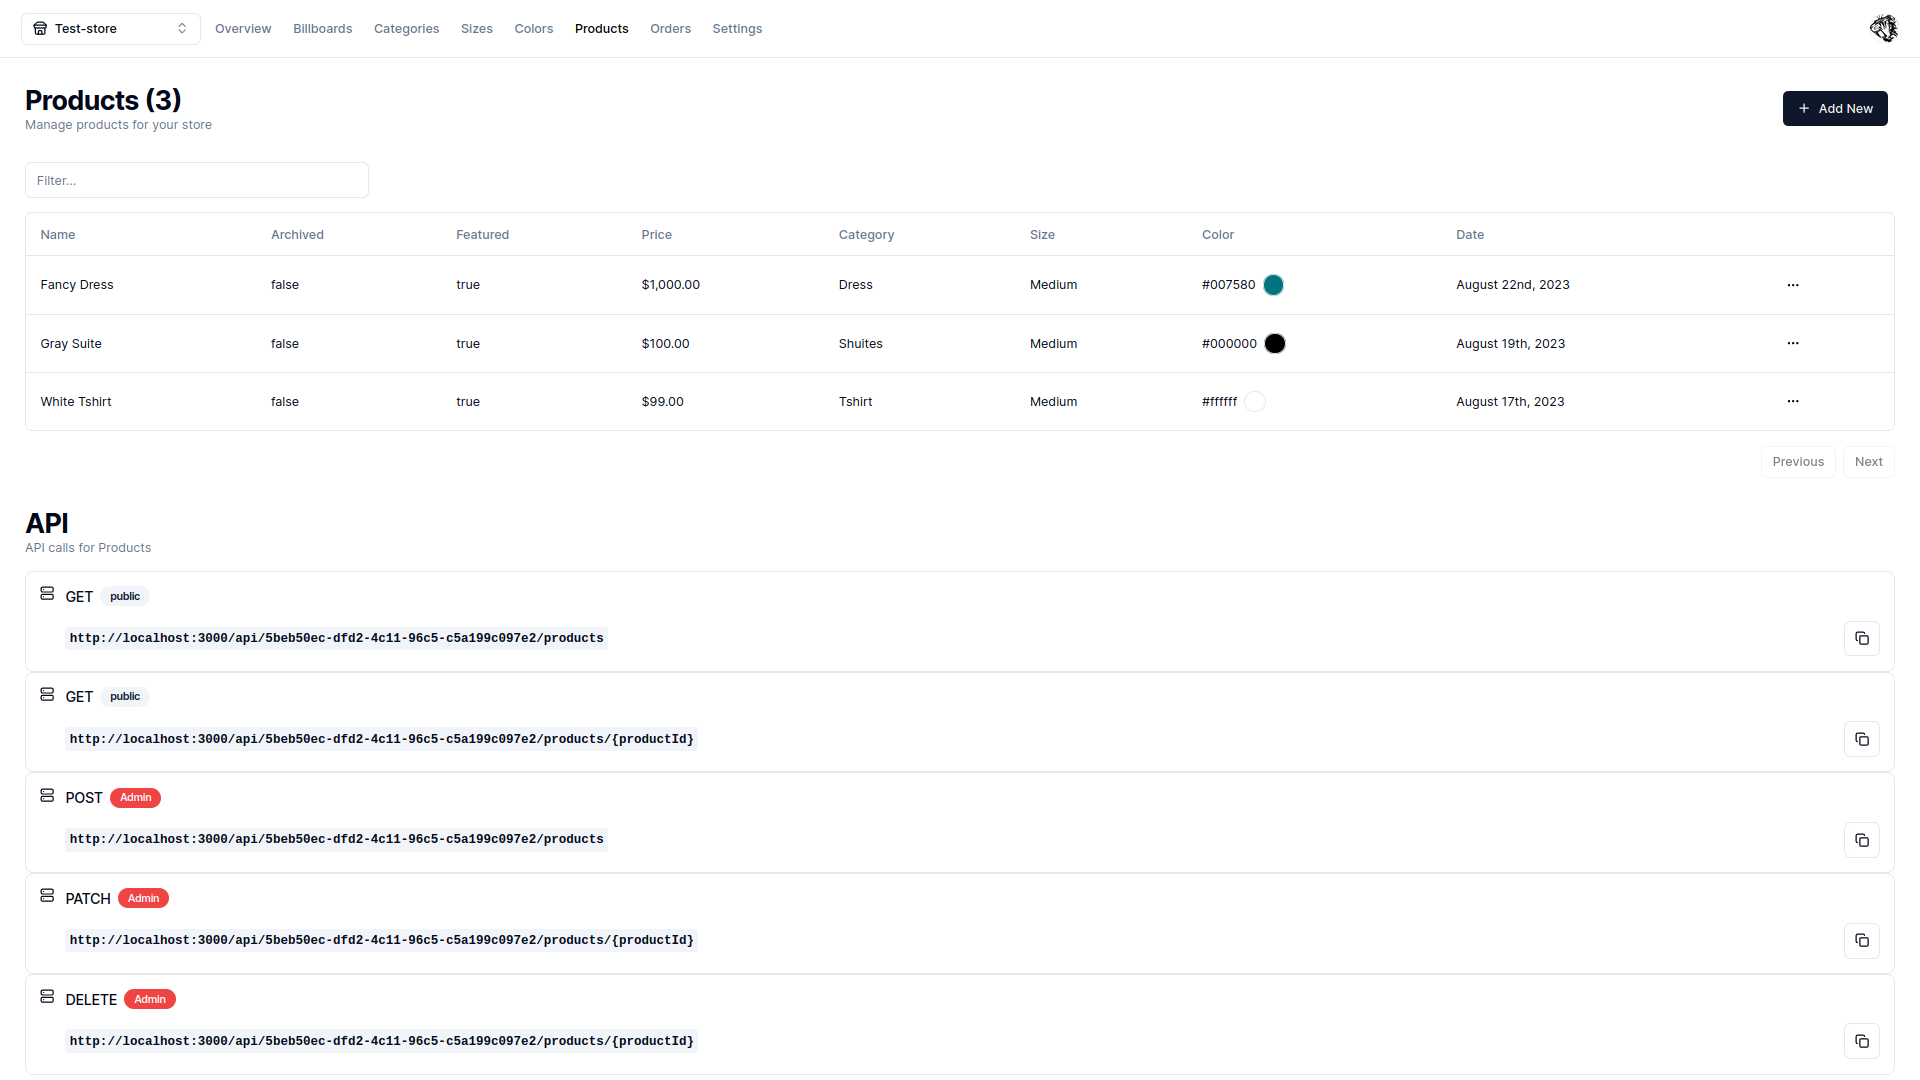 Test-store Overview Billboards Categories Sizes Colors Products Orders Settings
Products (3)
Manage products for your store
+ Add New
Filter...
Name Archived Featured Price Category Size Color Date
Fancy Dress false true $1,000.00 Dress Medium #007580 August 22nd, 2023 ...
Gray Suite false true $100.00 Shuites Medium #000000 August 19th, 2023 ...
White Tshirt false true $99.00 Tshirt Medium #ffffff August 17th, 2023 ...
Previous Next
API
API calls for Products
GET public
http://localhost:3000/api/5beb50ec-dfd2-4c11-96c5-c5a199c097e2/products
GET public
http://localhost:3000/api/5beb50ec-dfd2-4c11-96c5-c5a199c097e2/products/{productId}
POST Admin
http://localhost:3000/api/5beb50ec-dfd2-4c11-96c5-c5a199c097e2/products
PATCH Admin
http://localhost:3000/api/5beb50ec-dfd2-4c11-96c5-c5a199c097e2/products/{productId}
DELETE Admin
http://localhost:3000/api/5beb50ec-dfd2-4c11-96c5-c5a199c097e2/products/{productId}